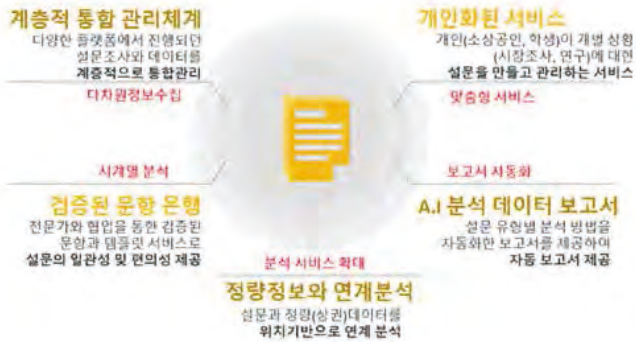 계층적 통합 관리체계
다양한 플랫폼에서 진행되던
설문조사와 데이터를
계층적으로 통합관리
다차원정보수집
개인화된 서비스
개인(소상공인, 학생)이 개별 상황
(시장조사, 연구)에 대한
설문을 만들고 관리하는 서비스
맞춤형 서비스
시계열 분석
검증된 문항 은행
전문가와 협업을 통한 검증된
문항과 템플릿 서비스로
설문의 일관성 및 편의성 제공
보고서 자동화
A.I 분석 데이터 보고서
설문 유형별 분석 방법을
자동화한 보고서를 제공하여
자동 보고서 제공
분석 서비스 확대
정량정보와 연계분석
설문과 정량(상권)데이터를
위치기반으로 연계 분석